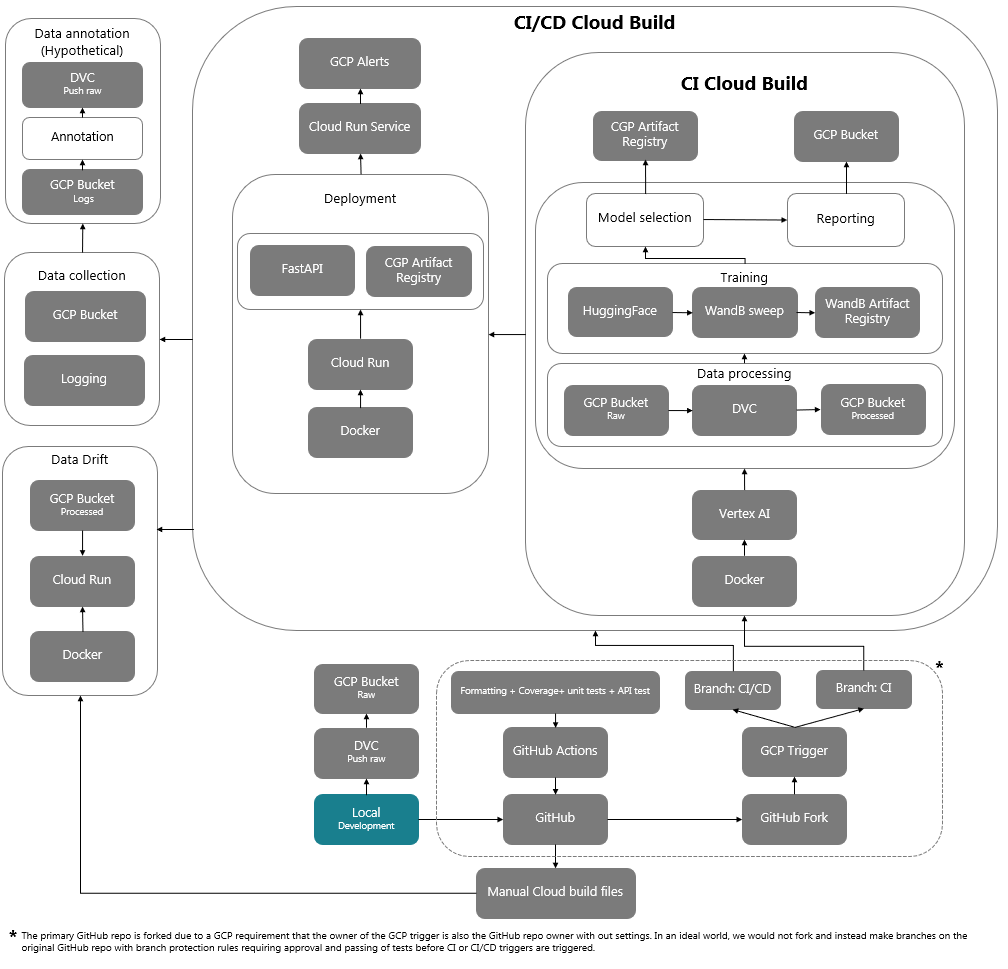 CI/CD Cloud Build
Data annotation
(Hypothetical)
DVC
Push raw
Annotation
GCP Bucket
Logs
Data collection
GCP Bucket
Logging
Data Drift
GCP Bucket
Processed
Cloud Run
Docker
GCP Alerts
Cloud Run Service
Deployment
FastAPI
CGP Artifact
Registry
Cloud Run
Docker
CI Cloud Build
CGP Artifact
Registry
GCP Bucket
Model selection
Reporting
Training
HuggingFace
WandB sweep
WandB Artifact
Registry
Data processing
GCP Bucket
Raw
DVC
GCP Bucket
Processed
Vertex AI
Docker
*
GCP Bucket
Raw
DVC
Push raw
Local
Development
Formatting + Coverage+ unit tests + API test
GitHub Actions
GitHub
Branch: CI/CD
Branch: CI
GCP Trigger
GitHub Fork
Manual Cloud build files
* The primary GitHub repo is forked due to a GCP requirement that the owner of the GCP trigger is also the GitHub repo owner with out settings. In an ideal world, we would not fork and instead make branches on the
original GitHub repo with branch protection rules requiring approval and passing of tests before CI or CI/CD triggers are triggered.